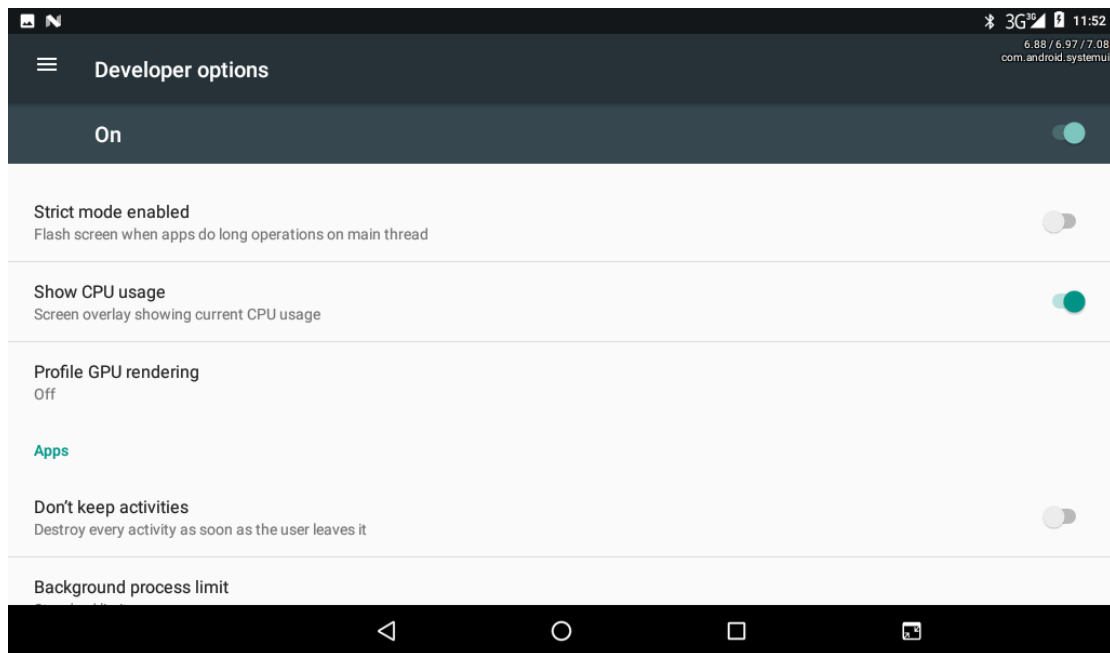 3G 3G 11:52
6.88 / 6.97 / 7.08
com.android.systemui
Developer options
On
Strict mode enabled
Flash screen when apps do long operations on main thread
Show CPU usage
Screen overlay showing current CPU usage
Profile GPU rendering
Off
Apps
Don't keep activities
Destroy every activity as soon as the user leaves it
Background process limit